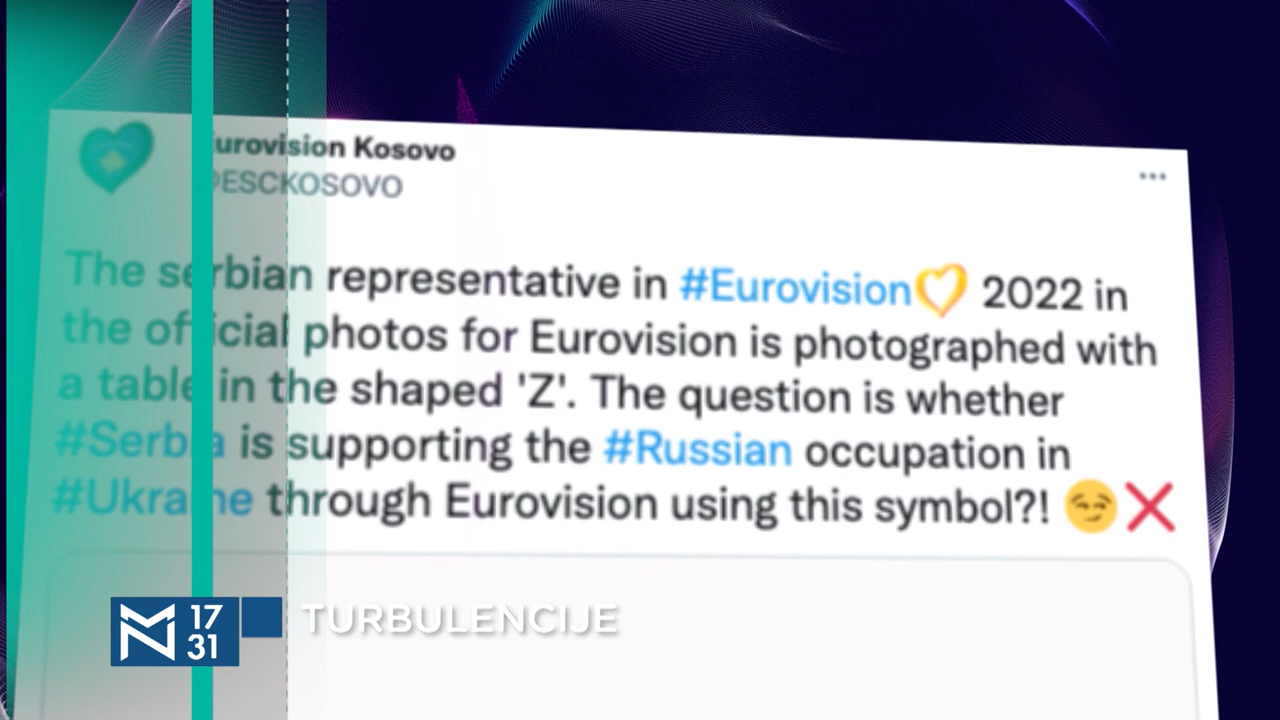 Eurovision Kosovo
@ESCKOSOVO
The serbian representative in #Eurovision💛 2022 in
the official photos for Eurovision is photographed with
a table in the shaped 'Z'. The question is whether
#Serbia is supporting the #Russian occupation in
#Ukraine through Eurovision using this symbol?! 😏❌
17
31
TURBULENCIJE